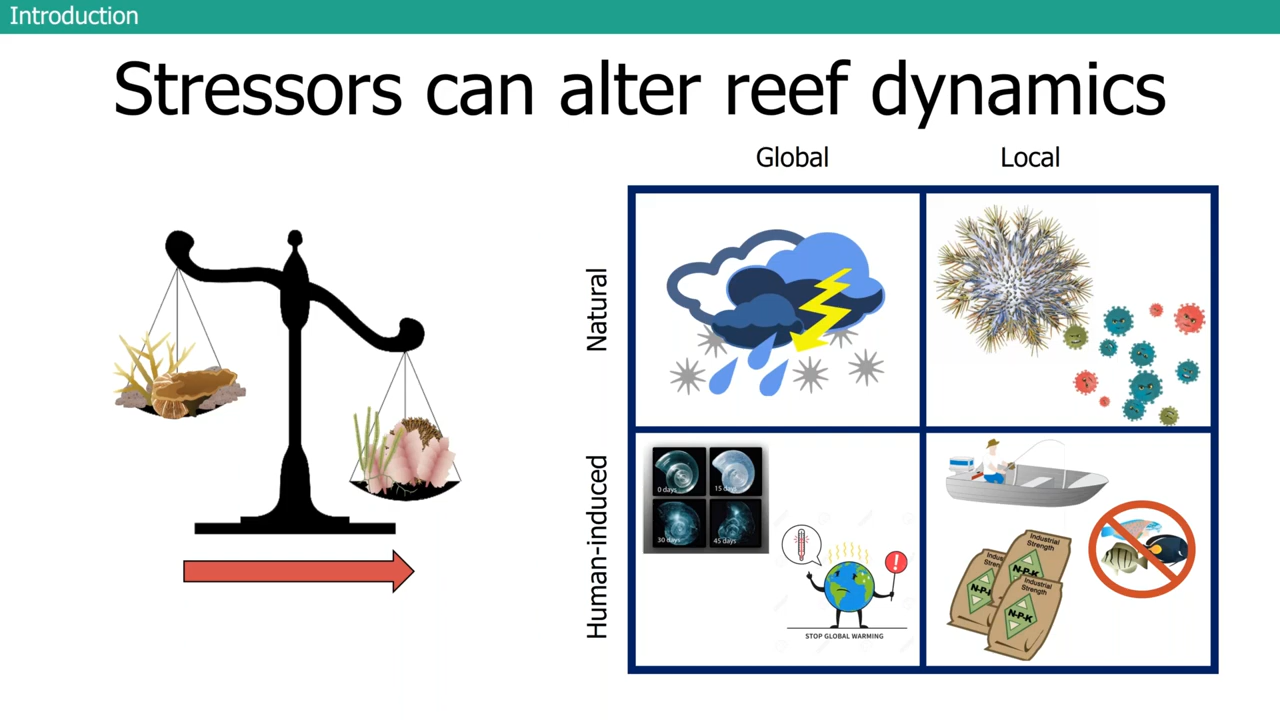 Introduction
Stressors can alter reef dynamics
Global
Local
Natural
Human-induced
0 days
15 days
30 days
45 days
STOP GLOBAL WARMING
!
Industrial
Strength
N-P-K
Industrial
Strength
N-P-K